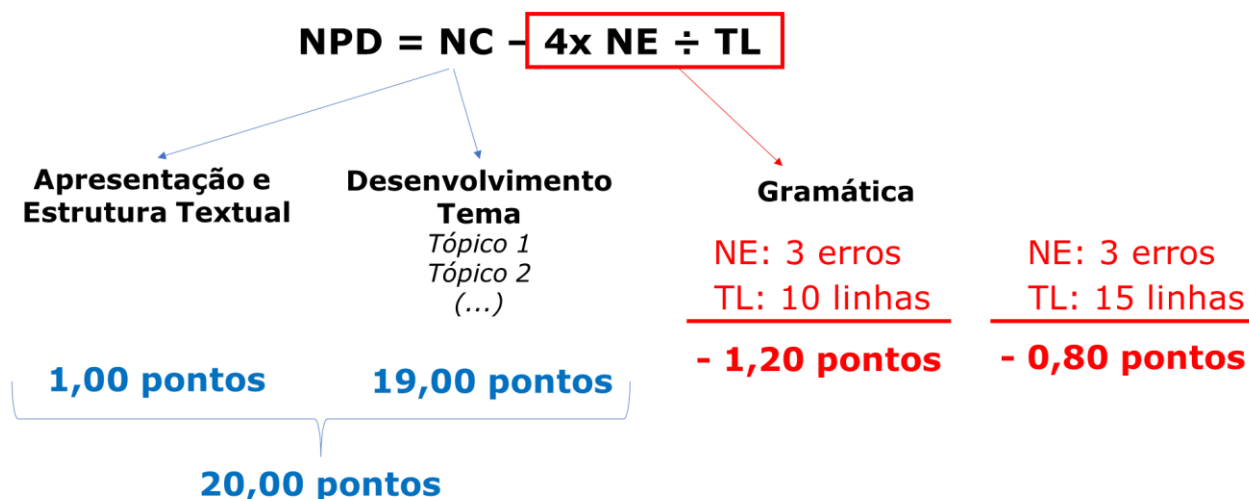 NPD = NC – 4x NE ÷ TL
Apresentação e
Estrutura Textual
1,00 pontos
Desenvolvimento
Tema
Tópico 1
Tópico 2
(...)
19,00 pontos
20,00 pontos
Gramática
NE: 3 erros
TL: 10 linhas
- 1,20 pontos
NE: 3 erros
TL: 15 linhas
- 0,80 pontos